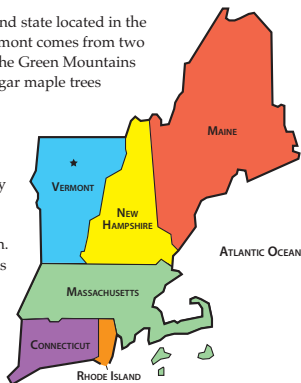 nd state located in the
mont comes from two
he Green Mountains
gar maple trees
MAINE
y
VERMONT
NEW
HAMPSHIRE
n.
ATLANTIC OCEAN
s
MASSACHUSETTS
CONNECTICUT
RHODE ISLAND